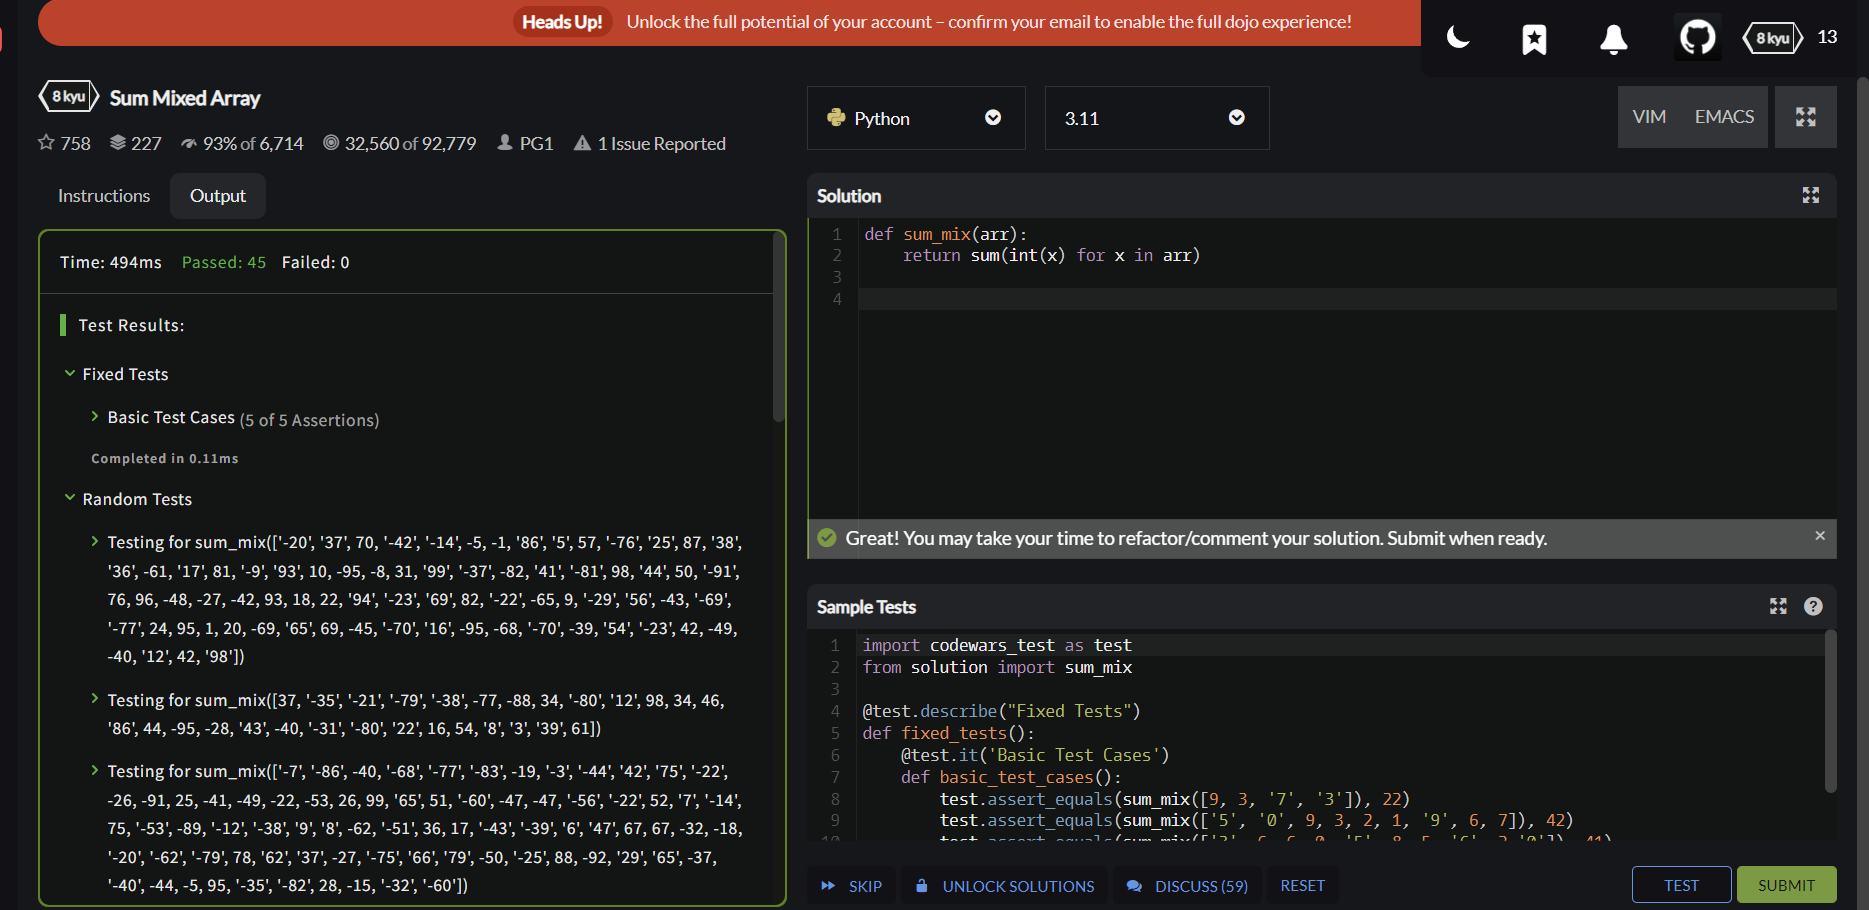 Heads Up! Unlock the full potential of your account – confirm your email to enable the full dojo experience!
8 kyu 13
8 kyu Sum Mixed Array
758 227 93% of 6,714 32,560 of 92,779 PG1 1 Issue Reported
Instructions Output
Time: 494ms Passed: 45 Failed: 0
Test Results:
Fixed Tests
Basic Test Cases (5 of 5 Assertions)
Completed in 0.11ms
Random Tests
Testing for sum_mix(['-20', '37', 70, '-42', '-14', -5, -1, '86', '5', 57, '-76', '25', 87, '38',
'36', -61, '17', 81, '-9', '93', 10, -95, -8, 31, '99', '-37', -82, '41', '-81', 98, '44', 50, '-91',
76, 96, -48, -27, -42, 93, 18, 22, '94', '-23', '69', 82, '-22', -65, 9, '-29', '56', -43, '-69',
'-77', 24, 95, 1, 20, -69, '65', 69, -45, '-70', '16', -95, -68, '-70', -39, '54', '-23', 42, -49,
-40, '12', 42, '98'])
Testing for sum_mix([37, '-35', '-21', '-79', '-38', -77, -88, 34, '-80', '12', 98, 34, 46,
'86', 44, -95, -28, '43', -40, '-31', '-80', '22', 16, 54, '8', '3', '39', 61])
Testing for sum_mix(['-7', '-86', -40, '-68', '-77', '-83', -19, '-3', '-44', '42', '75', '-22',
-26, -91, 25, -41, -49, -22, -53, 26, 99, '65', 51, '-60', -47, -47, '-56', '-22', 52, '7', '-14',
75, '-53', -89, '-12', '-38', '9', '8', -62, '-51', 36, 17, '-43', '-39', '6', '47', 67, 67, -32, -18,
'-20', '-62', '-79', 78, '62', '37', -27, '-75', '66', '79', -50, '-25', 88, -92, '29', '65', -37,
'-40', -44, -5, 95, '-35', '-82', 28, -15, '-32', '-60'])
Python 3.11 VIM EMACS
Solution
1 def sum_mix(arr):
2 return sum(int(x) for x in arr)
3
4
Great! You may take your time to refactor/comment your solution. Submit when ready. ×
Sample Tests ?
1 import codewars_test as test
2 from solution import sum_mix
3
4 @test.describe("Fixed Tests")
5 def fixed_tests():
6 @test.it('Basic Test Cases')
7 def basic_test_cases():
8 test.assert_equals(sum_mix([9, 3, '7', '3']), 22)
9 test.assert_equals(sum_mix(['5', '0', 9, 3, 2, 1, '9', 6, 7]), 42)
10 test.assert_equals(sum_mix(['3', 6, 6, 0, '5', 8, 5, '6', 2,'0']), 41)
SKIP UNLOCK SOLUTIONS DISCUSS (59) RESET TEST SUBMIT